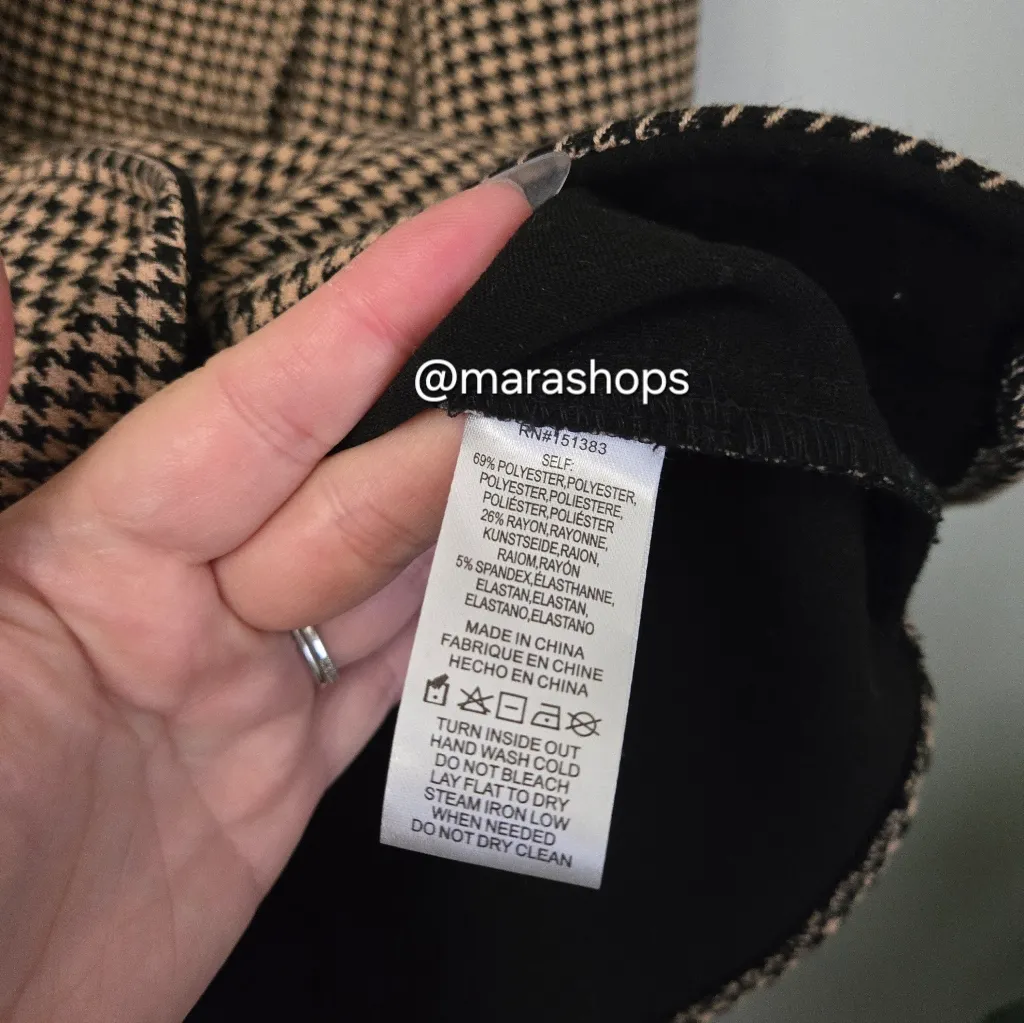 @marashops
RN#151383
SELF:
69% POLYESTER,POLYESTER,
POLYESTER,POLIESTERE,
POLIÉSTER,POLIÉSTER
26% RAYON,RAYONNE,
KUNSTSEIDE,RAION,
RAIOM,RAYÓN
5% SPANDEX,ÉLASTHANNE,
ELASTAN,ELASTAN,
ELASTANO,ELASTANO
MADE IN CHINA
FABRIQUE EN CHINE
HECHO EN CHINA
TURN INSIDE OUT
HAND WASH COLD
DO NOT BLEACH
LAY FLAT TO DRY
STEAM IRON LOW
WHEN NEEDED
DO NOT DRY CLEAN